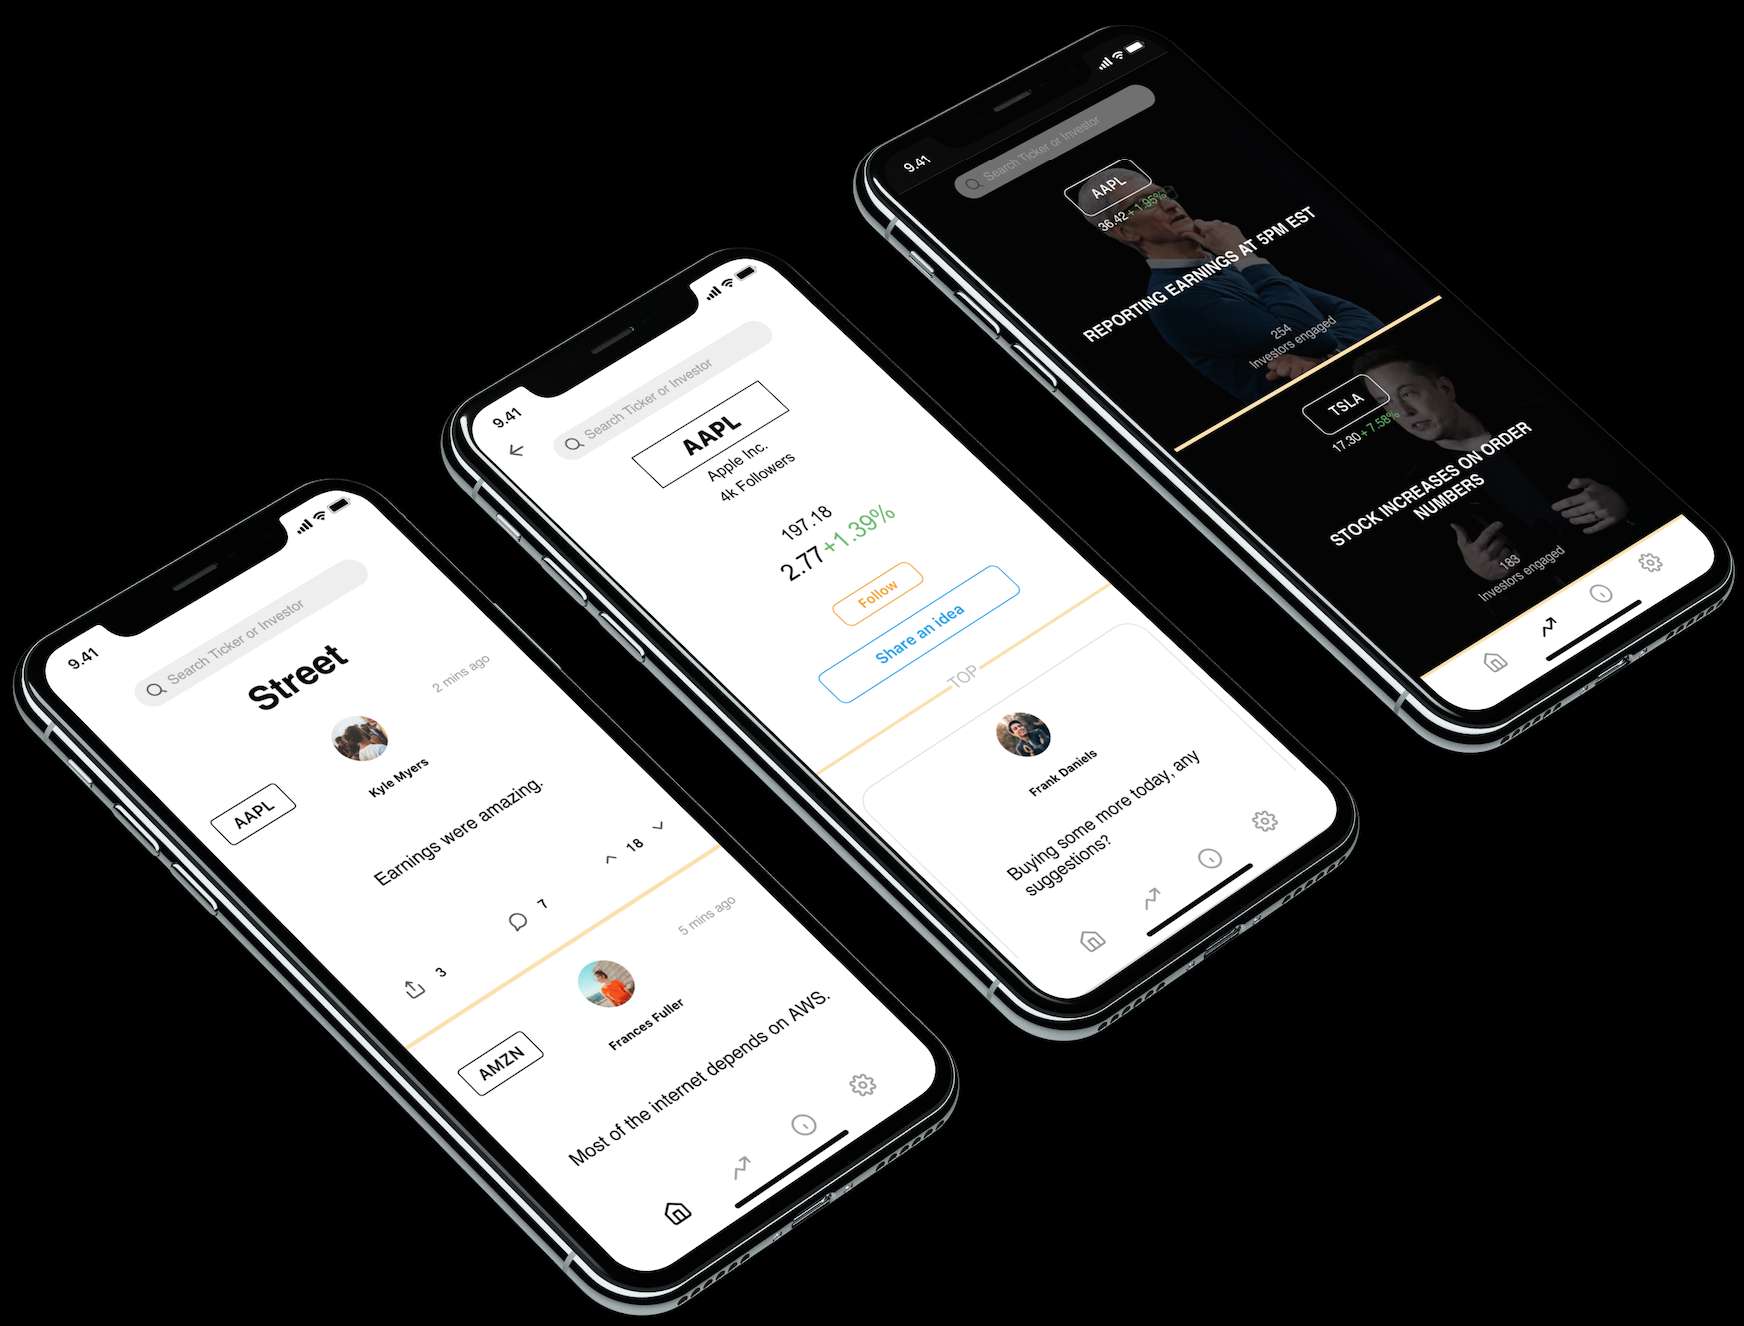 9.41
Search Ticker or Investor
Street
2 mins ago
Kyle Myers
AAPL
Earnings were amazing.
18
7
3
5 mins ago
Frances Fuller
AMZN
Most of the internet depends on AWS.
9.41
Search Ticker or Investor
AAPL
Apple Inc.
4k Followers
197.18
2.77+1.39%
Follow
Share an idea
TOP
Frank Daniels
Buying some more today, any
suggestions?
9.41
Search Ticker or Investor
AAPL
36.42+1.95%
REPORTING EARNINGS AT 5PM EST
254
Investors engaged
TSLA
17.30+7.58%
STOCK INCREASES ON ORDER
NUMBERS
183
Investors engaged